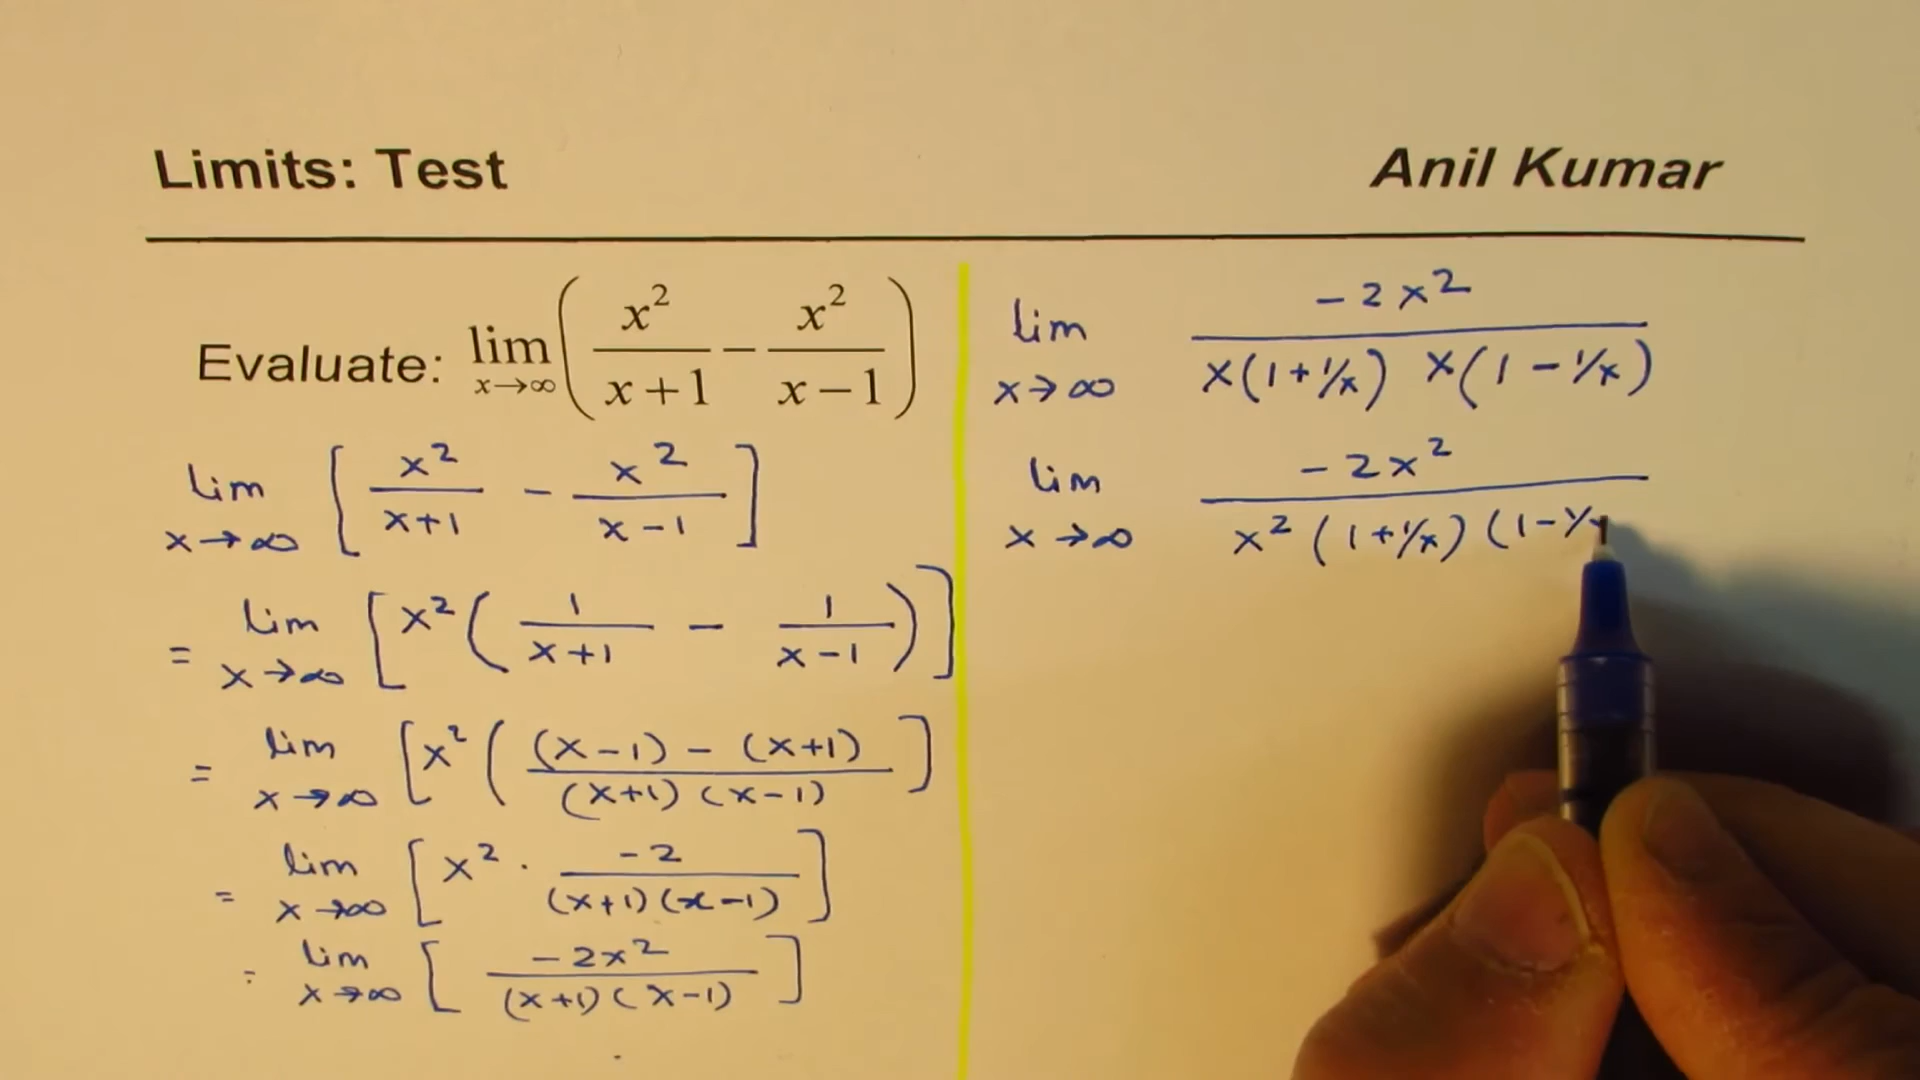 Limits: Test Anil Kumar
Evaluate: lim x→∞ ( x²/(x+1) − x²/(x−1) )
lim x→∞ [ x²/(x+1) − x²/(x−1) ]
= lim x→∞ [ x² ( 1/(x+1) − 1/(x−1) ) ]
= lim x→∞ [ x² ( ((x−1) − (x+1))/((x+1)(x−1)) ]
= lim x→∞ [ x² · −2/((x+1)(x−1)) ]
: lim x→∞ [ −2x²/((x+1)(x−1)) ]
lim x→∞ −2x²/(x(1+1/x) x(1−1/x))
lim x→∞ −2x²/(x²(1+1/x)(1−1/x